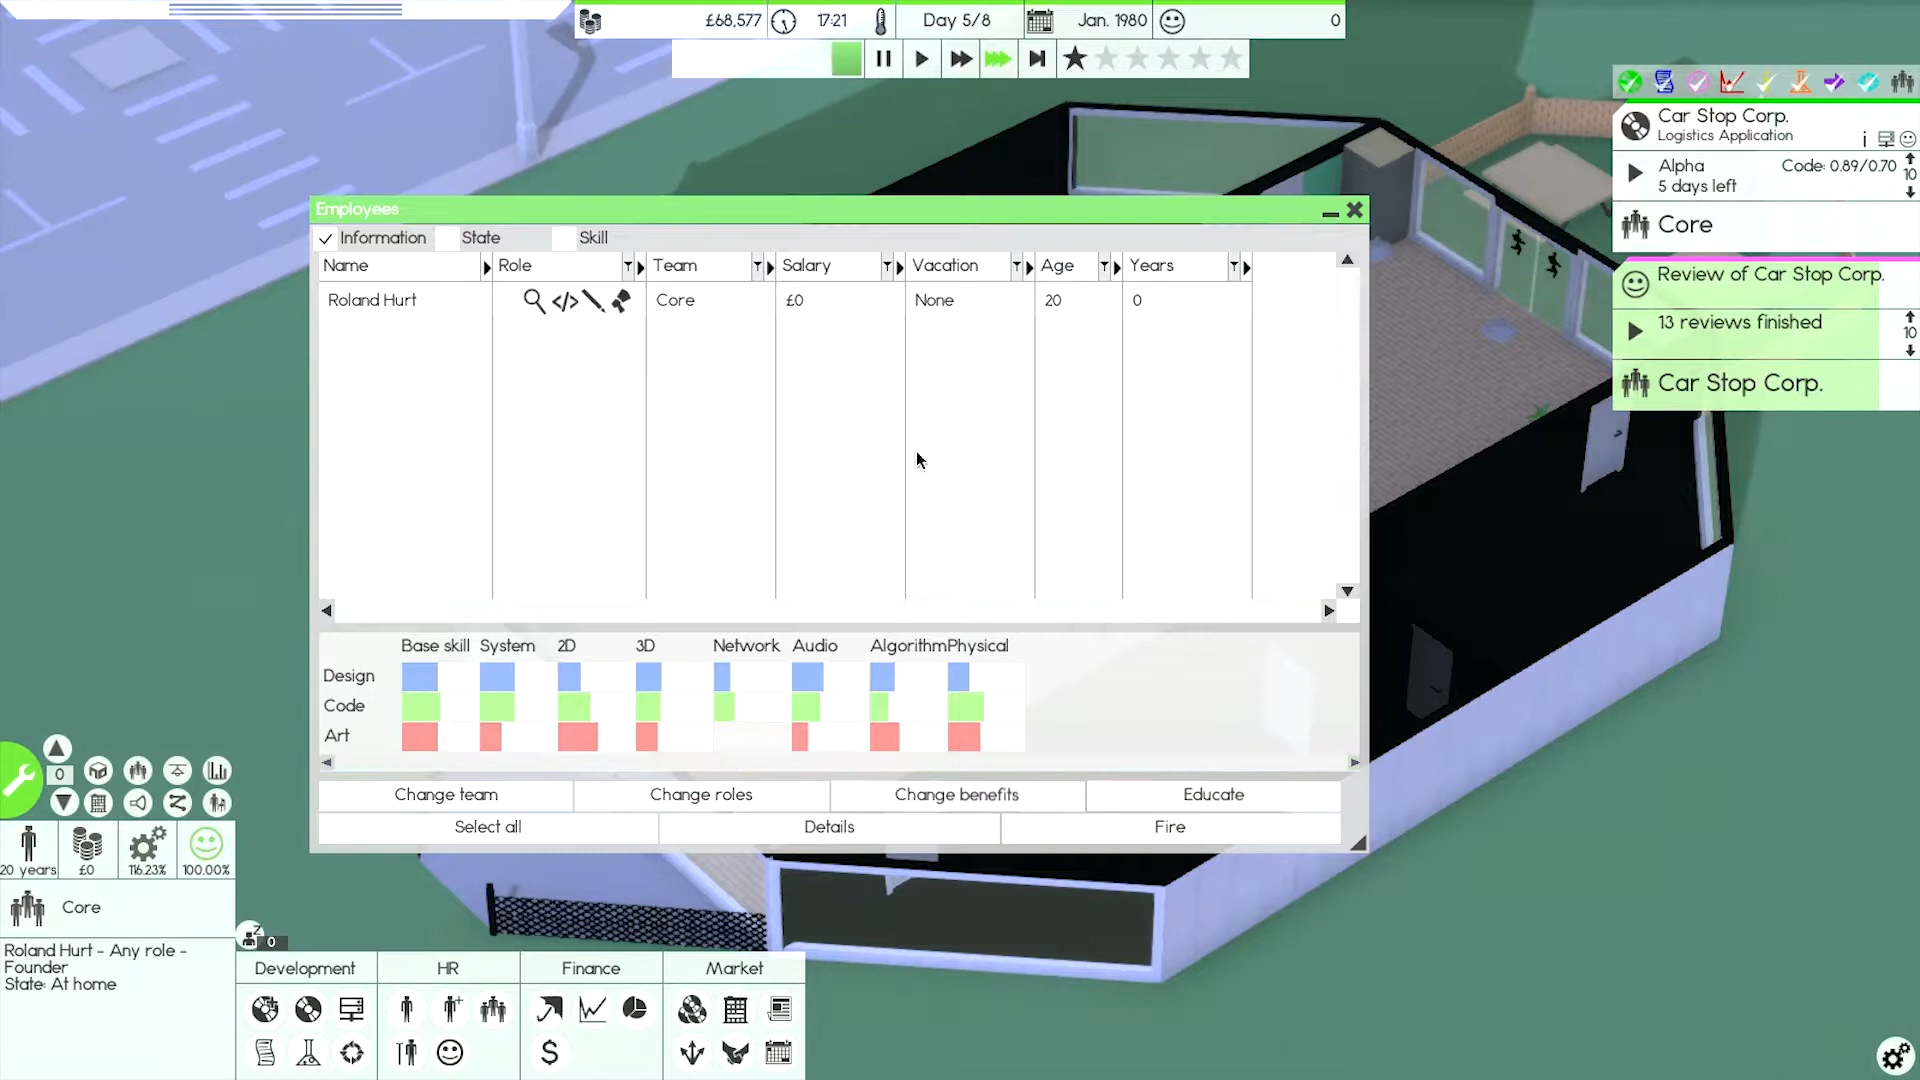 £68,577
17:21
Day 5/8
Jan. 1980
0
Car Stop Corp.
Logistics Application
Alpha
Code: 0.89/0.70
5 days left
10
Core
Review of Car Stop Corp.
13 reviews finished
10
Car Stop Corp.
Employees
Information State Skill
Name Role Team Salary Vacation Age Years
Roland Hurt Core £0 None 20 0
Base skill System 2D 3D Network Audio Algorithm Physical
Design
Code
Art
Change team Change roles Change benefits Educate
Select all Details Fire
0
20 years £0 116.23% 100.00%
Core
Roland Hurt - Any role -
Founder
State: At home
z
0
Development HR Finance Market